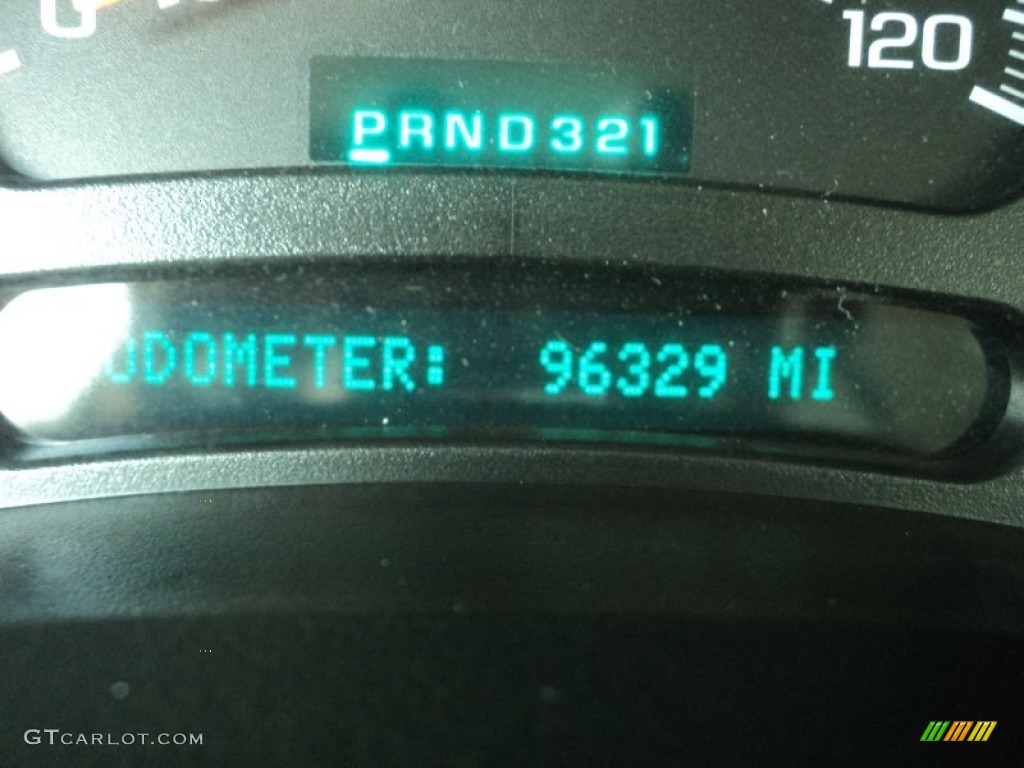 120
PRND321
ODOMETER: 96329 MI
GTCARLOT.COM